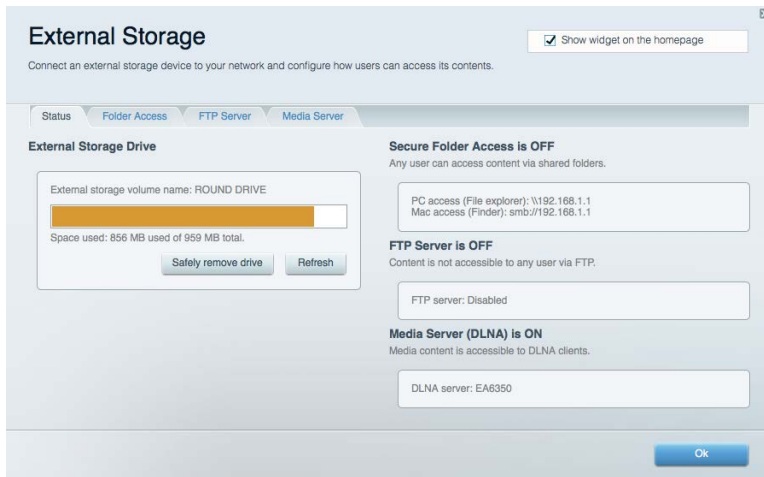 External Storage
Show widget on the homepage
Connect an external storage device to your network and configure how users can access its contents.
Status
Folder Access
FTP Server
Media Server
External Storage Drive
External storage volume name: ROUND DRIVE
Space used: 856 MB used of 959 MB total.
Safely remove drive
Refresh
Secure Folder Access is OFF
Any user can access content via shared folders.
PC access (File explorer): \\192.168.1.1
Mac access (Finder): smb://192.168.1.1
FTP Server is OFF
Content is not accessible to any user via FTP.
FTP server: Disabled
Media Server (DLNA) is ON
Media content is accessible to DLNA clients.
DLNA server: EA6350
Ok